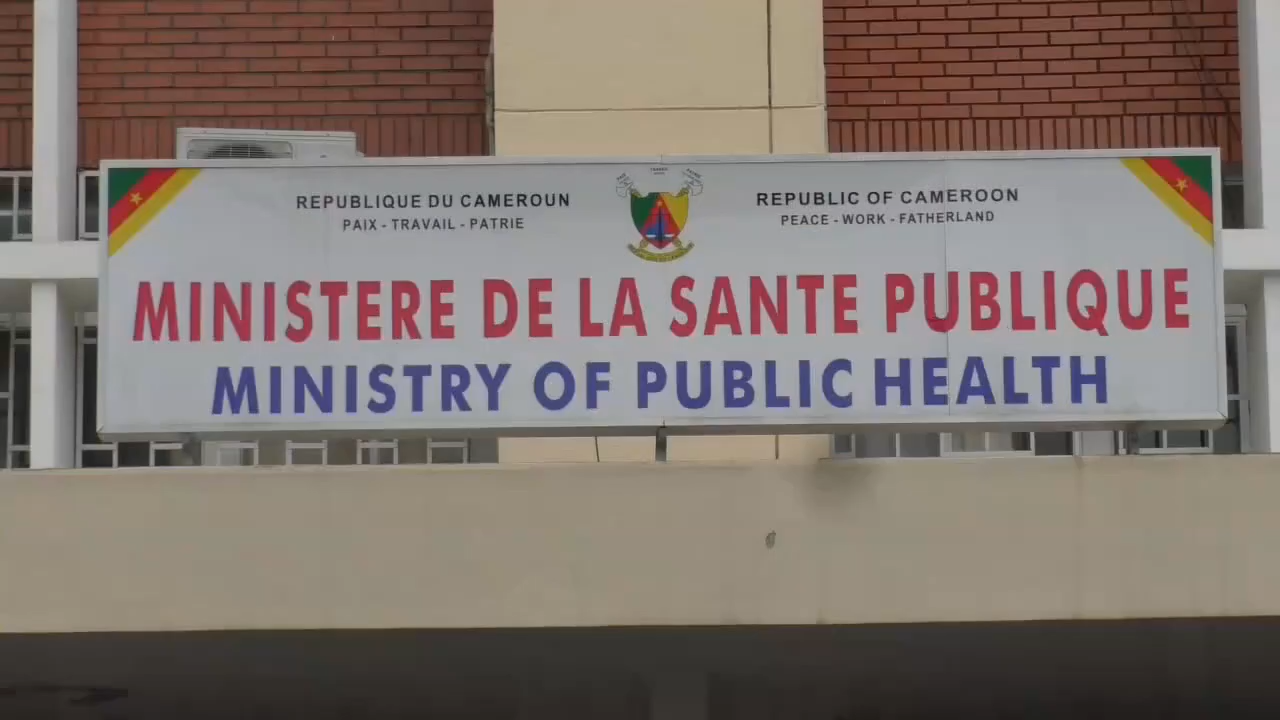 REPUBLIQUE DU CAMEROUN
PAIX - TRAVAIL - PATRIE
REPUBLIC OF CAMEROON
PEACE - WORK - FATHERLAND
MINISTERE DE LA SANTE PUBLIQUE
MINISTRY OF PUBLIC HEALTH